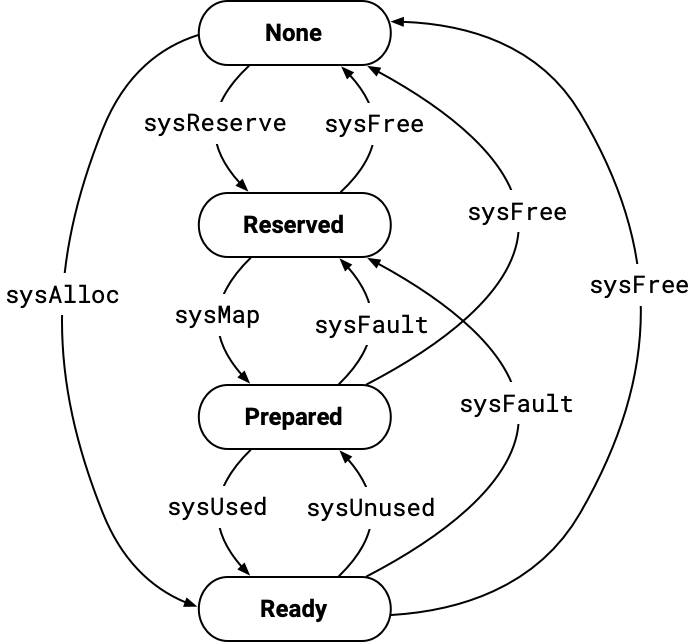 None
sysReserve
sysFree
Reserved
sysFree
sysAlloc
sysMap
sysFault
sysFree
Prepared
sysFault
sysUsed
sysUnused
Ready